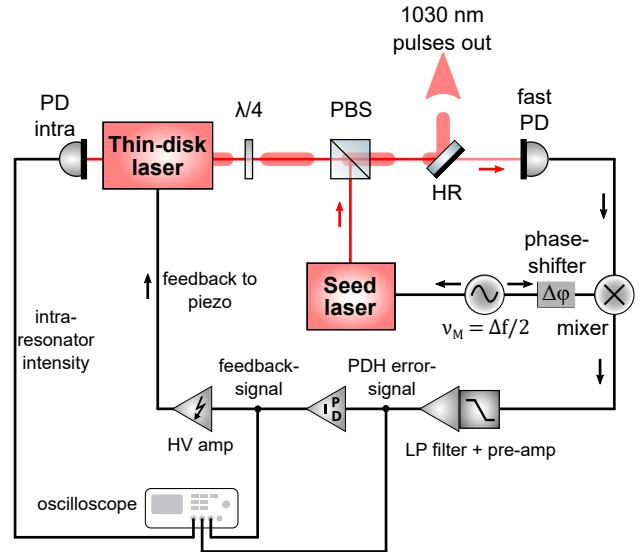 1030 nm
pulses out
PD
intra
λ/4
PBS
fast
PD
Thin-disk
laser
HR
phase-
shifter
feedback to
piezo
Seed
laser
Δφ
ν_M = Δf/2
mixer
intra-
resonator
intensity
feedback-
signal
PDH error-
signal
P
I
D
HV amp
LP filter + pre-amp
oscilloscope